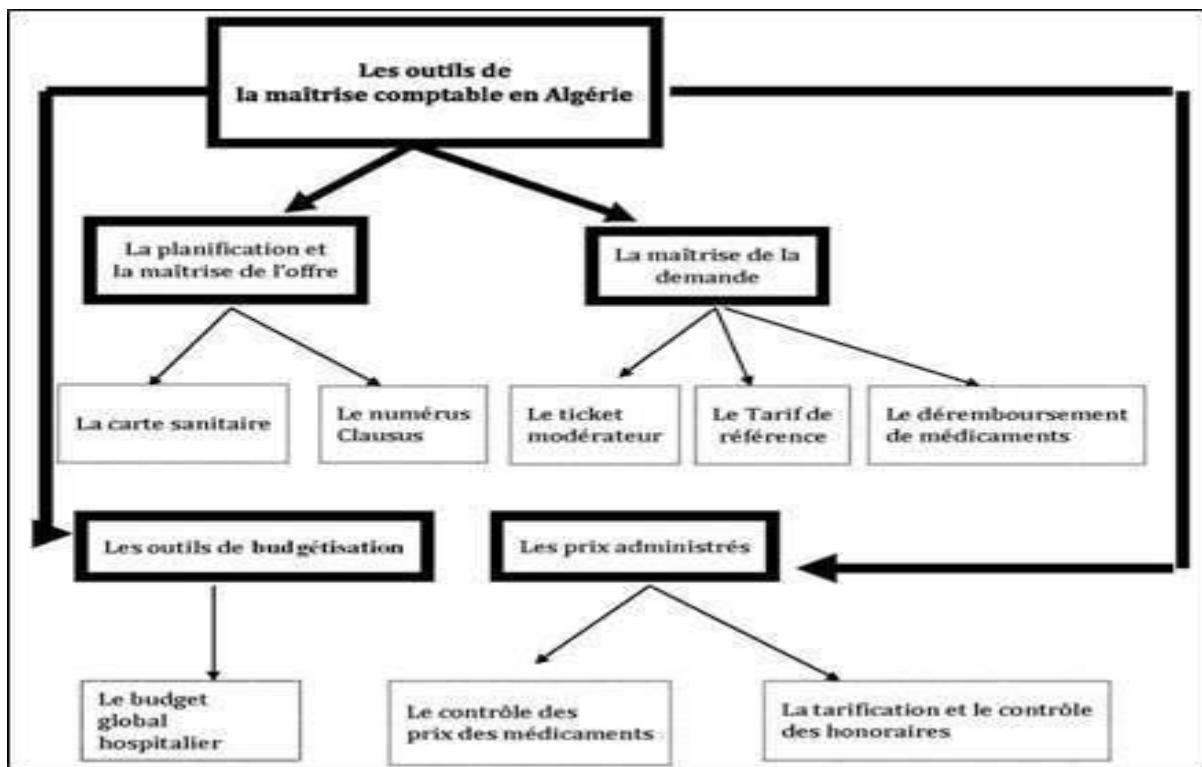 Les outils de
la maîtrise comptable en Algérie
La planification et
la maîtrise de l'offre
La maîtrise de la
demande
La carte sanitaire
Le numérus
Clausus
Le ticket
modérateur
Le Tarif de
référence
Le déremboursement
de médicaments
Les outils de budgétisation
Les prix administrés
Le budget
global
hospitalier
Le contrôle des
prix des médicaments
La tarification et le contrôle
des honoraires